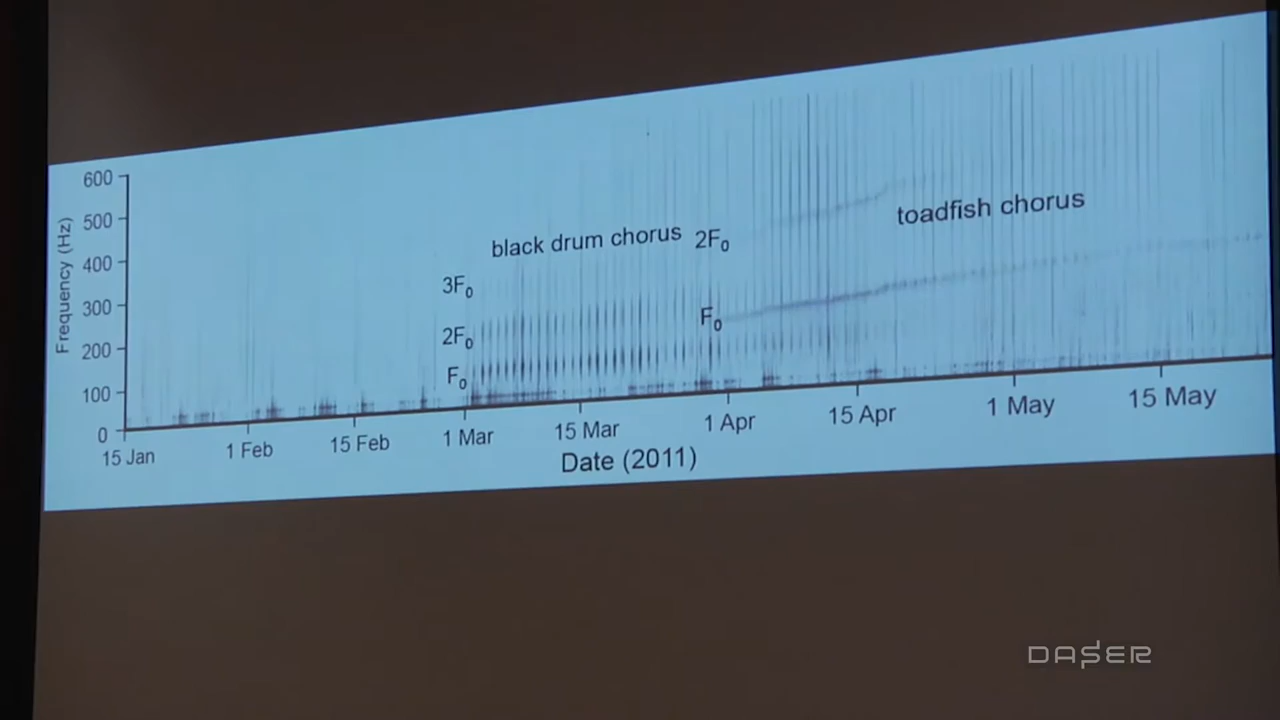 600
500
400
300
200
100
0
Frequency (Hz)
black drum chorus
3F₀
2F₀
F₀
2F₀
F₀
toadfish chorus
15 Jan
1 Feb
15 Feb
1 Mar
15 Mar
1 Apr
15 Apr
1 May
15 May
Date (2011)
DASER